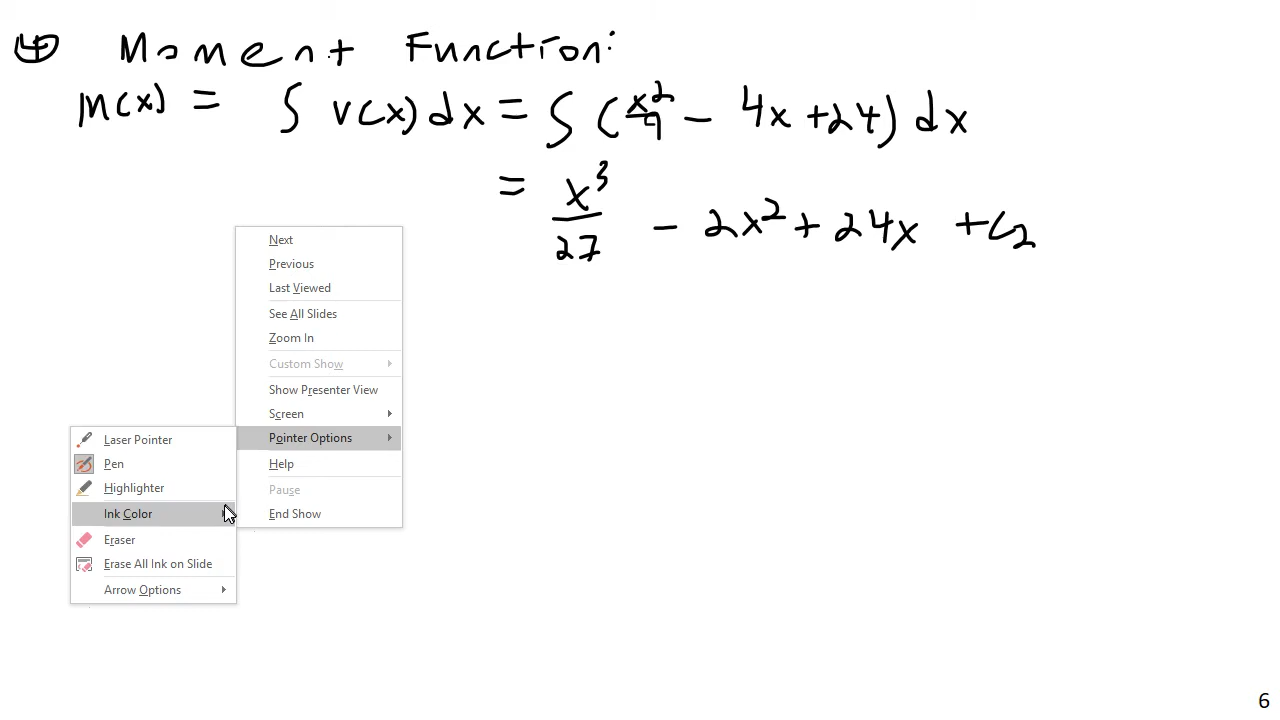 ④ Moment Function:
M(x) = ∫ V(x) dx = ∫ (x²/9 - 4x + 24) dx
= x³/27 - 2x² + 24x + C₂
Next
Previous
Last Viewed
See All Slides
Zoom In
Custom Show
Show Presenter View
Screen
Pointer Options
Help
Pause
End Show
Laser Pointer
Pen
Highlighter
Ink Color
Eraser
Erase All Ink on Slide
Arrow Options
6